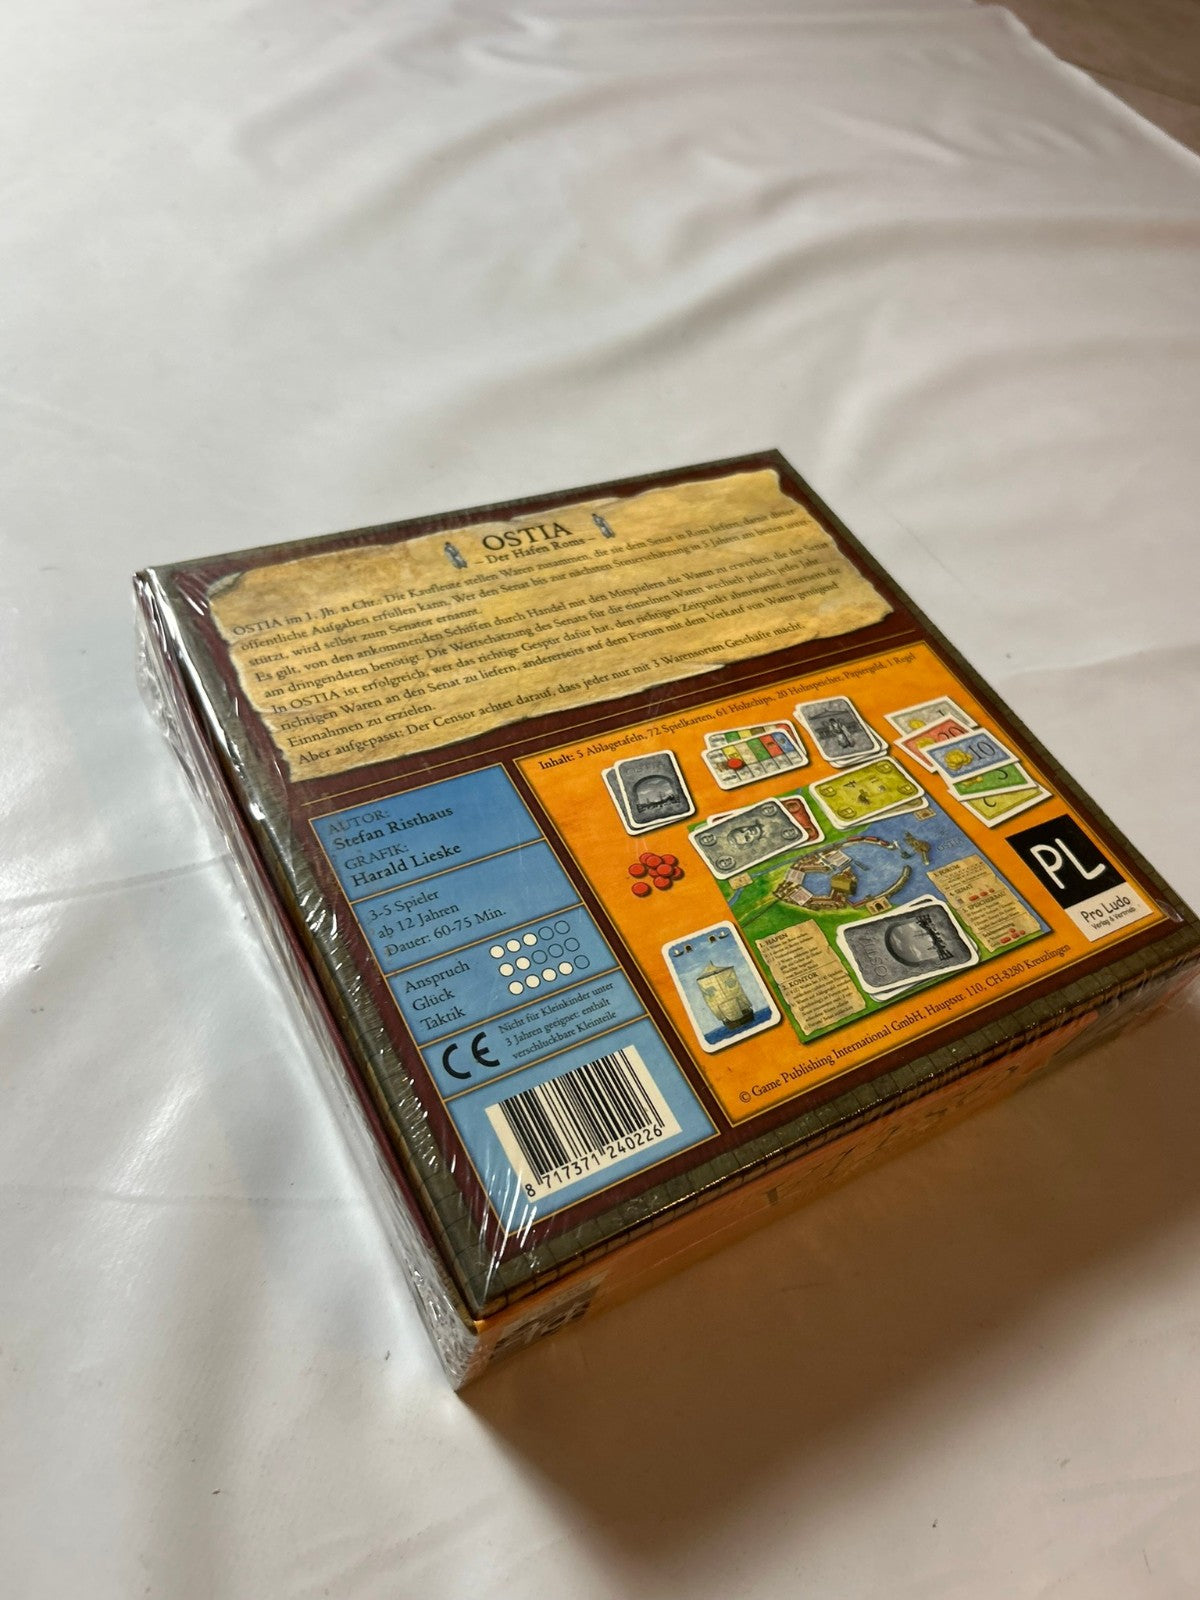 OSTIA
– Der Hafen Roms –
OSTIA im 1. Jh. n.Chr.: Die Kaufleute stellen Waren zusammen, die sie dem Senat in Rom liefern, damit dieser
öffentliche Aufgaben erfüllen kann. Wer den Senat bis zur nächsten Steuerschätzung in 5 Jahren am besten unter-
stützt, wird selbst zum Senator ernannt.
Es gilt, von den ankommenden Schiffen durch Handel mit den Mitspielern die Waren zu erwerben, die der Senat
am dringendsten benötigt. Die Wertschätzung des Senats für die einzelnen Waren wechselt jedoch jedes Jahr.
In OSTIA ist erfolgreich, wer das richtige Gespür dafür hat, den richtigen Zeitpunkt abzuwarten, einerseits die
richtigen Waren an den Senat zu liefern, andererseits auf dem Forum mit dem Verkauf von Waren genügend
Einnahmen zu erzielen.
Aber aufgepasst: Der Censor achtet darauf, dass jeder nur mit 3 Warensorten Geschäfte macht.
AUTOR:
Stefan Risthaus
GRAFIK:
Harald Lieske
3-5 Spieler
ab 12 Jahren
Dauer: 60-75 Min.
Anspruch
Glück
Taktik
CE
Nicht für Kleinkinder unter
3 Jahren geeignet: enthält
verschluckbare Kleinteile
8 717371 240226
Inhalt: 5 Ablagetafeln, 72 Spielkarten, 61 Holzchips, 20 Holzspeicher, Papiergeld, 1 Regel
20
10
1. HAFEN
2. KONTOR
4. SENAT
PL
Pro Ludo
Verlag & Vertrieb
© Game Publishing International GmbH, Hauptstr. 110, CH-8280 Kreuzlingen